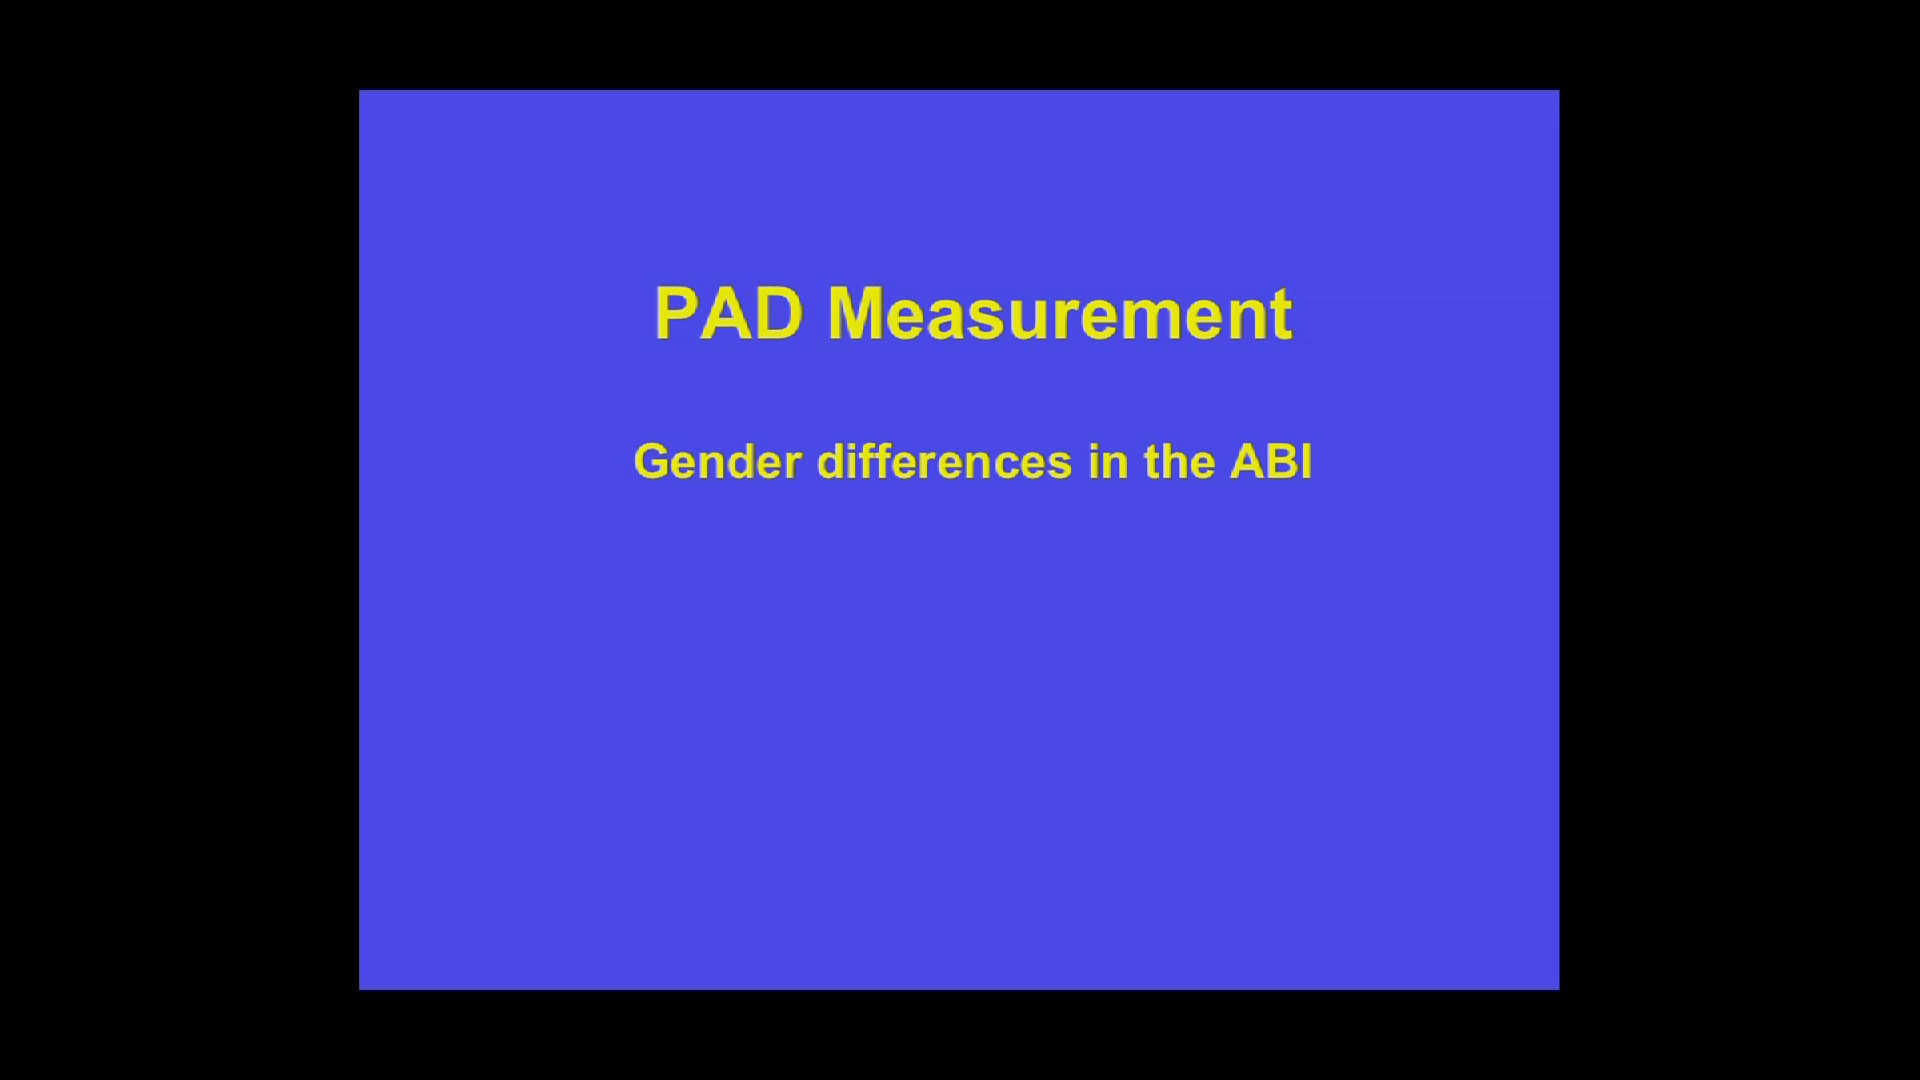 PAD Measurement
Gender differences in the ABI